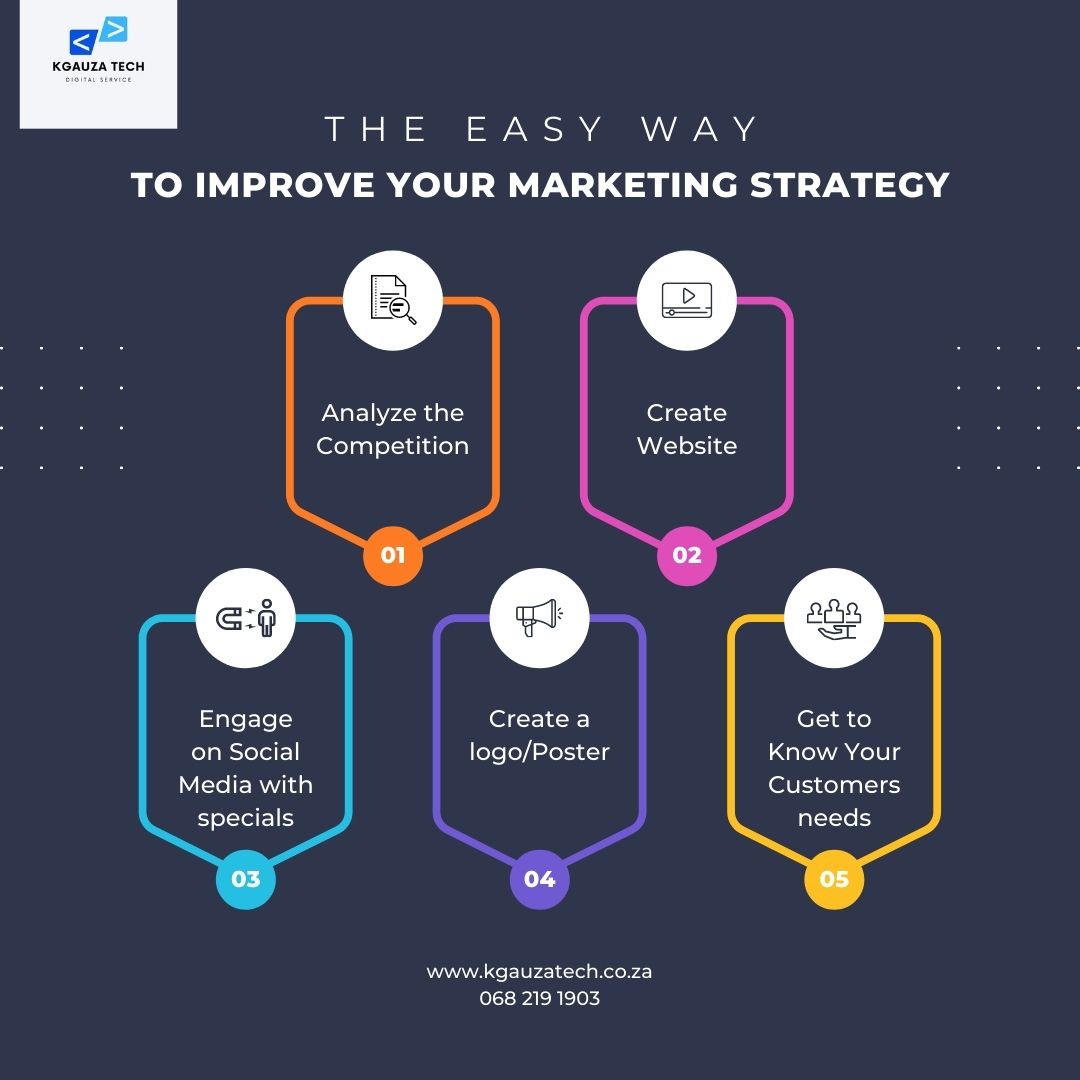 KGAUZA TECH
DIGITAL SERVICE
THE EASY WAY
TO IMPROVE YOUR MARKETING STRATEGY
Analyze the
Competition
01
Create
Website
02
Engage
on Social
Media with
specials
03
Create a
logo/Poster
04
Get to
Know Your
Customers
needs
05
www.kgauzatech.co.za
068 219 1903